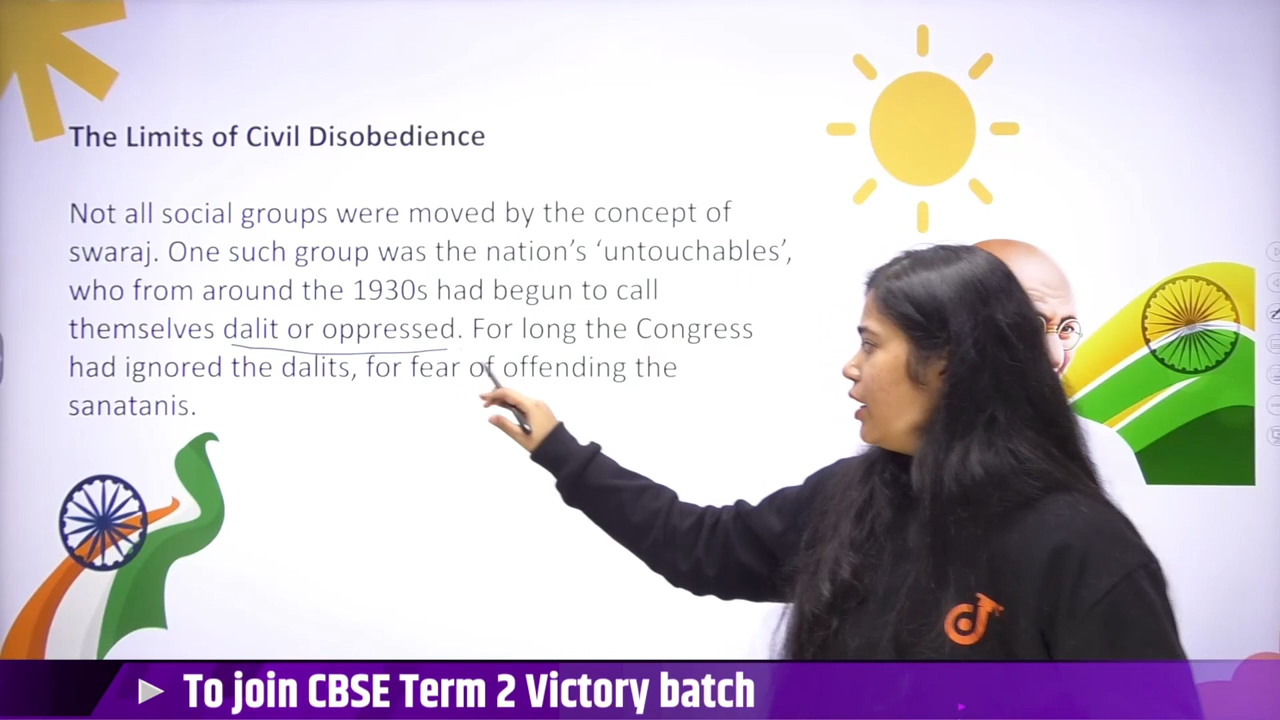 The Limits of Civil Disobedience
Not all social groups were moved by the concept of
swaraj. One such group was the nation’s ‘untouchables’,
who from around the 1930s had begun to call
themselves dalit or oppressed. For long the Congress
had ignored the dalits, for fear of offending the
sanatanis.
To join CBSE Term 2 Victory batch